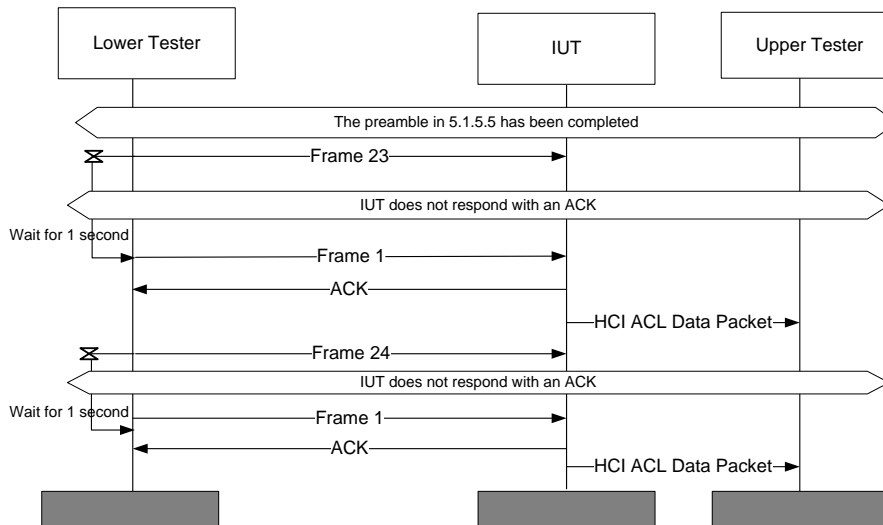 Lower Tester
IUT
Upper Tester
The preamble in 5.1.5.5 has been completed
Frame 23
IUT does not respond with an ACK
Wait for 1 second
Frame 1
ACK
HCI ACL Data Packet
Frame 24
IUT does not respond with an ACK
Wait for 1 second
Frame 1
ACK
HCI ACL Data Packet